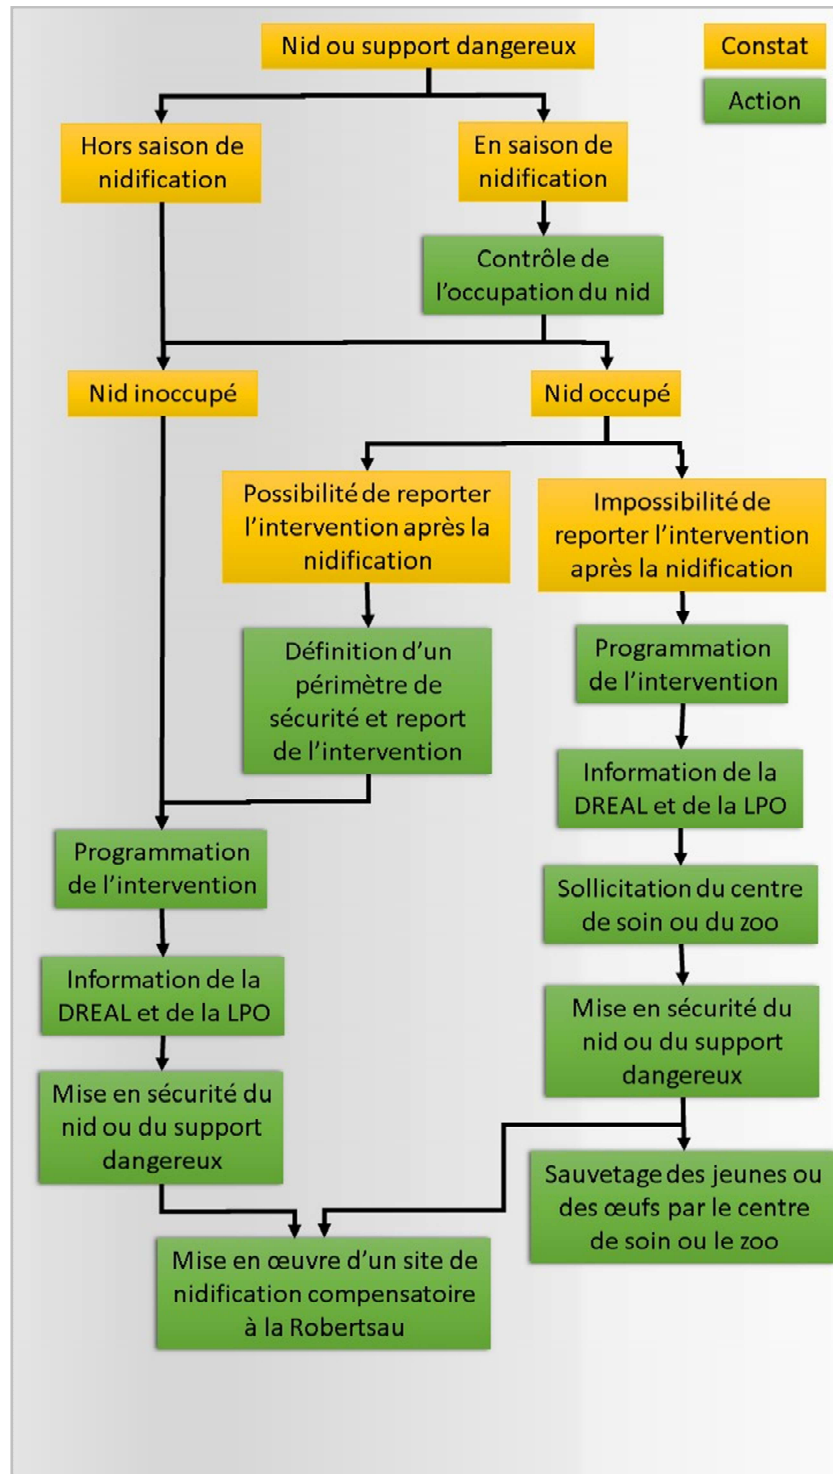 Nid ou support dangereux
Constat
Action
Hors saison de
nidification
En saison de
nidification
Contrôle de
l'occupation du nid
Nid inoccupé
Nid occupé
Possibilité de reporter
l'intervention après la
nidification
Impossibilité de
reporter l'intervention
après la nidification
Définition d'un
périmètre de
sécurité et report
de l'intervention
Programmation
de l'intervention
Information de la
DREAL et de la LPO
Programmation
de l'intervention
Sollicitation du centre
de soin ou du zoo
Information de la
DREAL et de la LPO
Mise en sécurité du
nid ou du support
dangereux
Mise en sécurité du
nid ou du support
dangereux
Sauvetage des jeunes ou
des œufs par le centre
de soin ou le zoo
Mise en œuvre d'un site de
nidification compensatoire
à la Robertsau